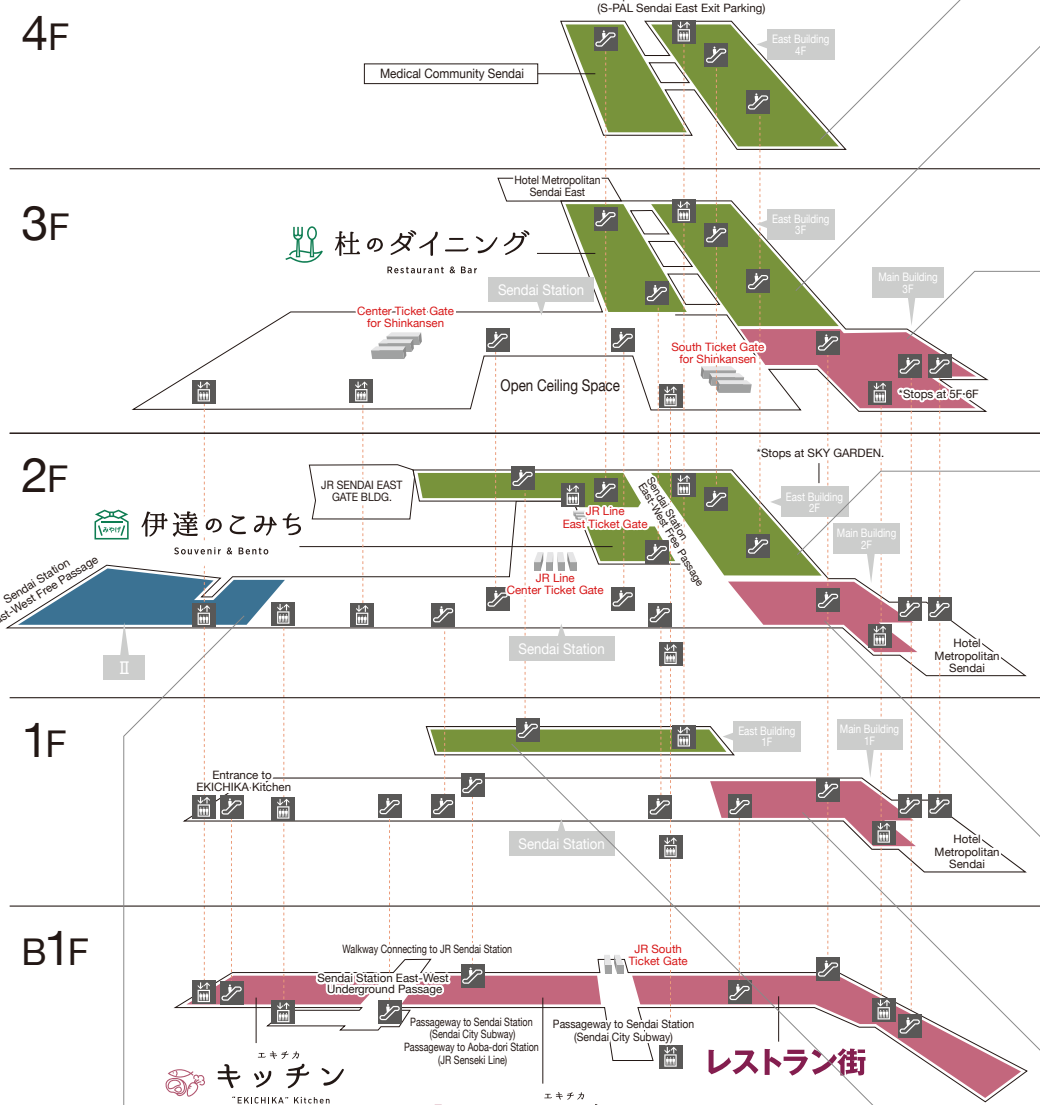 (S-PAL Sendai East Exit Parking)
4F
East Building
4F
Medical Community Sendai
3F
Hotel Metropolitan
Sendai East
杜のダイニング
Restaurant & Bar
East Building
3F
Sendai Station
Main Building
3F
Center Ticket Gate
for Shinkansen
South Ticket Gate
for Shinkansen
Open Ceiling Space
*Stops at 5F·6F
2F
*Stops at SKY GARDEN.
JR SENDAI EAST
GATE BLDG.
East Building
2F
Sendai Station
East-West Free Passage
みやげ
伊達のこみち
Souvenir & Bento
JR Line
East Ticket Gate
Main Building
2F
JR Line
Center Ticket Gate
Sendai Station
East-West Free Passage
Sendai Station
Ⅱ
Hotel
Metropolitan
Sendai
1F
East Building
1F
Main Building
1F
Entrance to
EKICHIKA Kitchen
Sendai Station
Hotel
Metropolitan
Sendai
B1F
Walkway Connecting to JR Sendai Station
JR South
Ticket Gate
Sendai Station East-West
Underground Passage
Passageway to Sendai Station
(Sendai City Subway)
Passageway to Aoba-dori Station
(JR Senseki Line)
Passageway to Sendai Station
(Sendai City Subway)
エキチカ
キッチン
"EKICHIKA" Kitchen
レストラン街
エキチカ